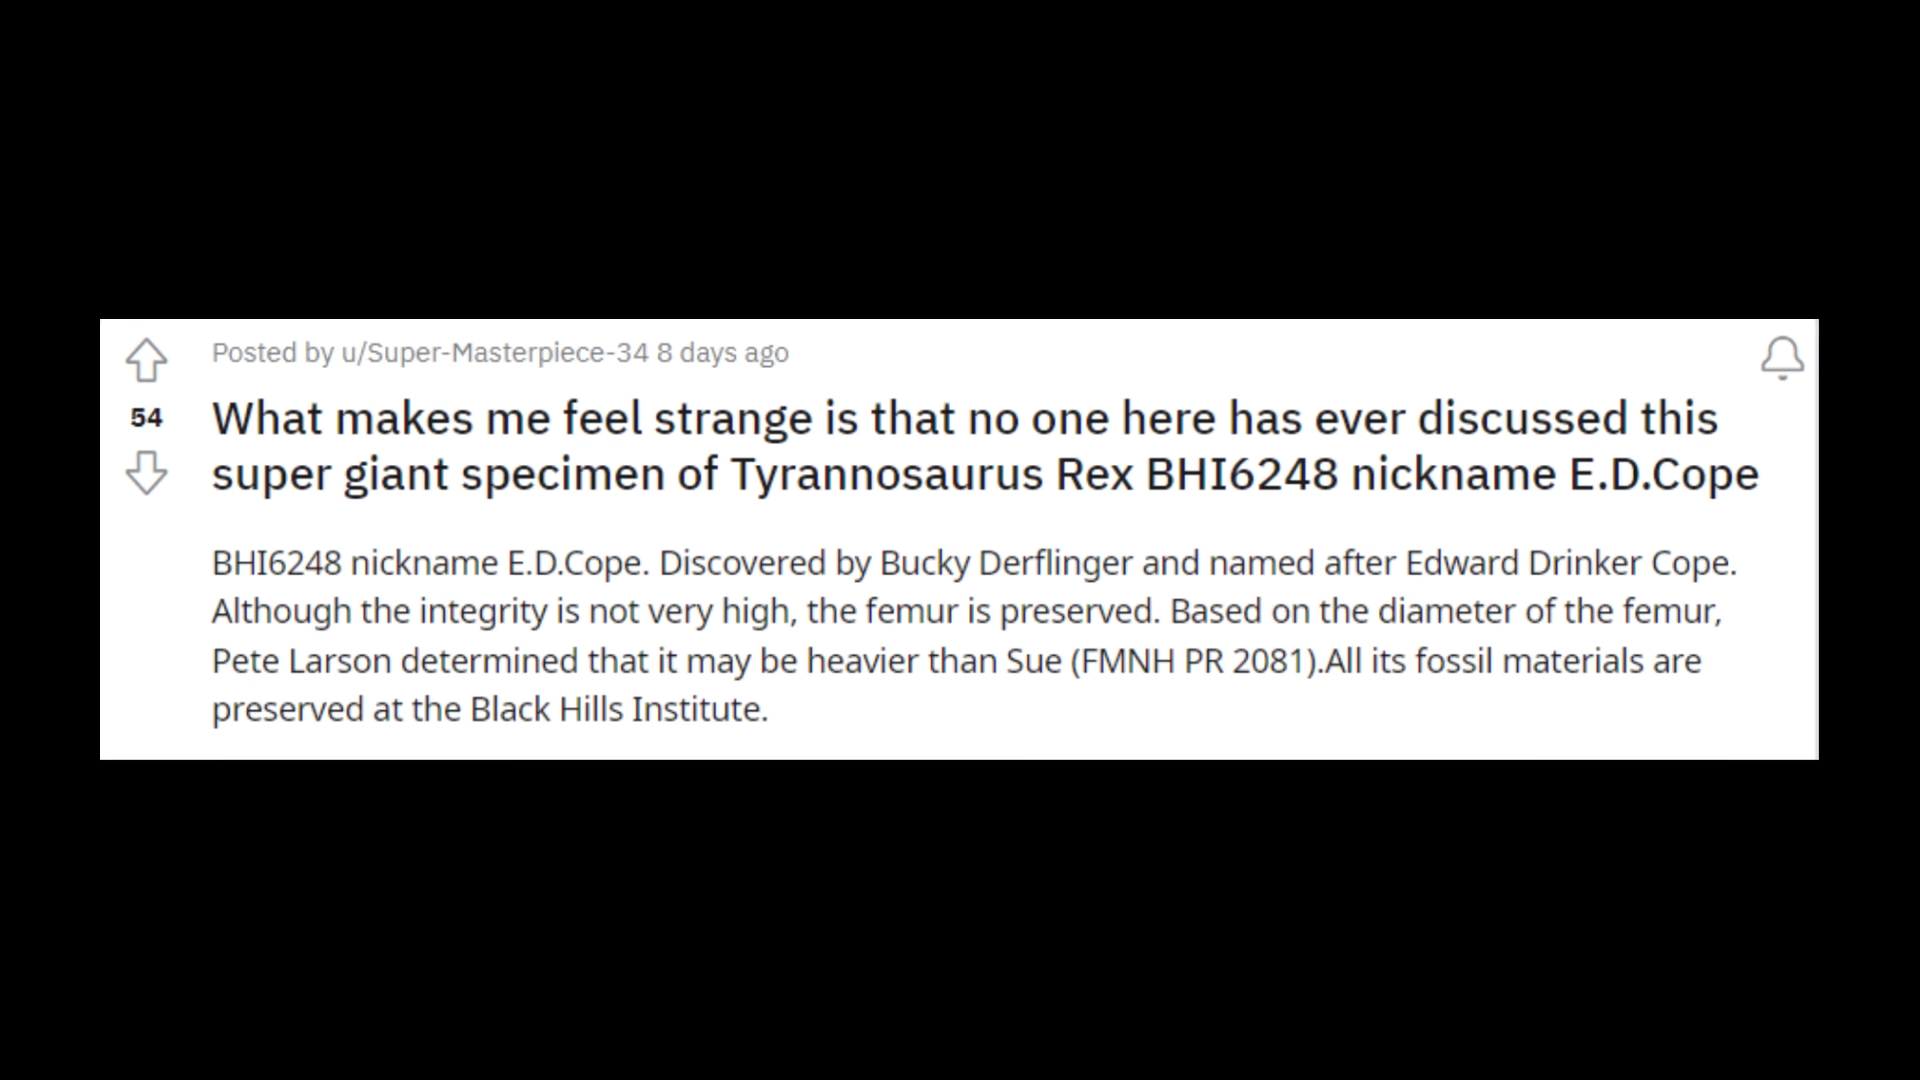 Posted by u/Super-Masterpiece-34 8 days ago
54
What makes me feel strange is that no one here has ever discussed this
super giant specimen of Tyrannosaurus Rex BHI6248 nickname E.D.Cope
BHI6248 nickname E.D.Cope. Discovered by Bucky Derflinger and named after Edward Drinker Cope.
Although the integrity is not very high, the femur is preserved. Based on the diameter of the femur,
Pete Larson determined that it may be heavier than Sue (FMNH PR 2081).All its fossil materials are
preserved at the Black Hills Institute.